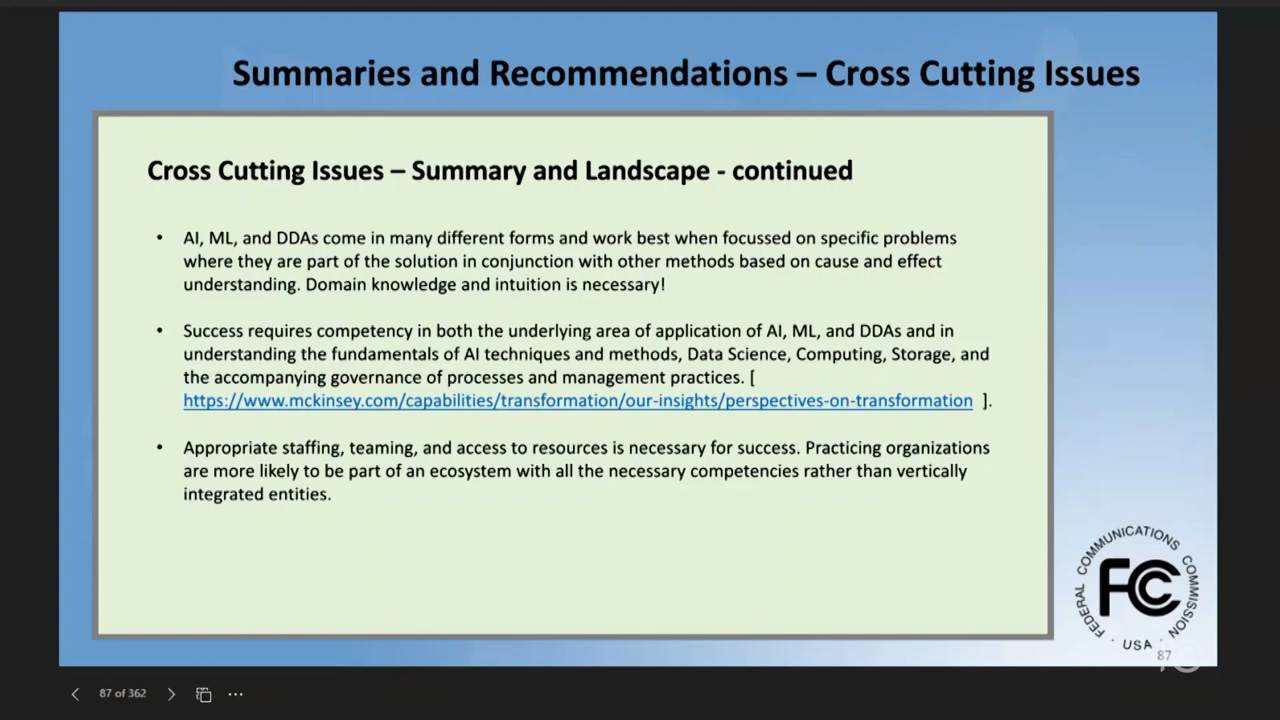 Summaries and Recommendations – Cross Cutting Issues
Cross Cutting Issues – Summary and Landscape - continued
• AI, ML, and DDAs come in many different forms and work best when focussed on specific problems
where they are part of the solution in conjunction with other methods based on cause and effect
understanding. Domain knowledge and intuition is necessary!
• Success requires competency in both the underlying area of application of AI, ML, and DDAs and in
understanding the fundamentals of AI techniques and methods, Data Science, Computing, Storage, and
the accompanying governance of processes and management practices. [
https://www.mckinsey.com/capabilities/transformation/our-insights/perspectives-on-transformation ].
• Appropriate staffing, teaming, and access to resources is necessary for success. Practicing organizations
are more likely to be part of an ecosystem with all the necessary competencies rather than vertically
integrated entities.
FEDERAL COMMUNICATIONS COMMISSION
FCC
· USA ·
87
87 of 362